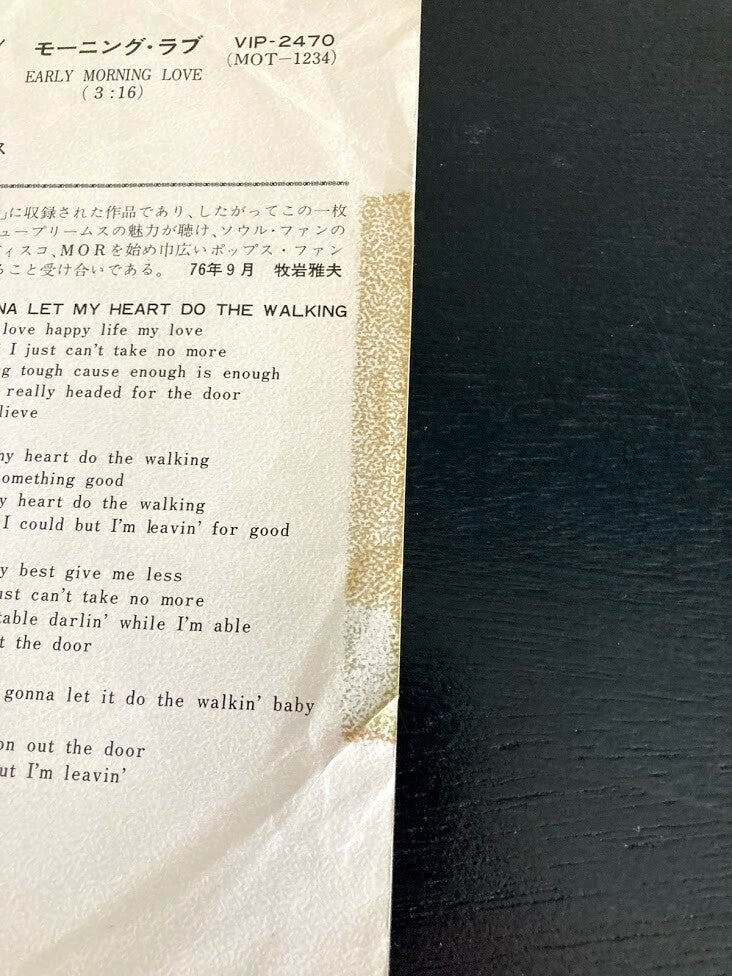 モーニング・ラブ VIP-2470
(MOT-1234)
EARLY MORNING LOVE
(3:16)
ス
」に収録された作品であり、したがってこの一枚
ュープリームスの魅力が聴け、ソウル・ファンの
ディスコ、MORを始め巾広いポップス・ファン
ること受け合いである。 76年9月 牧岩雅夫
NA LET MY HEART DO THE WALKING
love happy life my love
I just can't take no more
g tough cause enough is enough
really headed for the door
lieve
my heart do the walking
omething good
y heart do the walking
I could but I'm leavin' for good
y best give me less
ust can't take no more
table darlin' while I'm able
t the door
gonna let it do the walkin' baby
on out the door
ut I'm leavin'